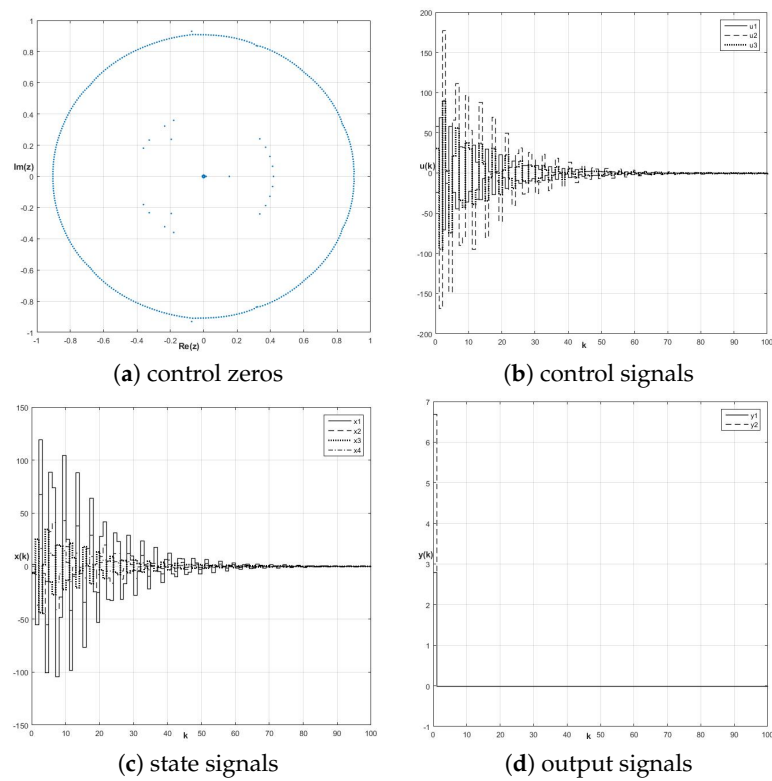 1
0.8
0.6
0.4
0.2
Im(z)
0
-0.2
-0.4
-0.6
-0.8
-1
-1 -0.8 -0.6 -0.4 -0.2 0 0.2 0.4 0.6 0.8 1
Re(z)
(a) control zeros
200
150
100
50
u(k)
0
-50
-100
-150
-200
0 10 20 30 40 50 60 70 80 90 100
k
u1
u2
u3
(b) control signals
150
100
50
x(k)
0
-50
-100
-150
0 10 20 30 40 50 60 70 80 90 100
k
x1
x2
x3
x4
(c) state signals
7
6
5
4
y(k)
3
2
1
0
-1
0 10 20 30 40 50 60 70 80 90 100
k
y1
y2
(d) output signals